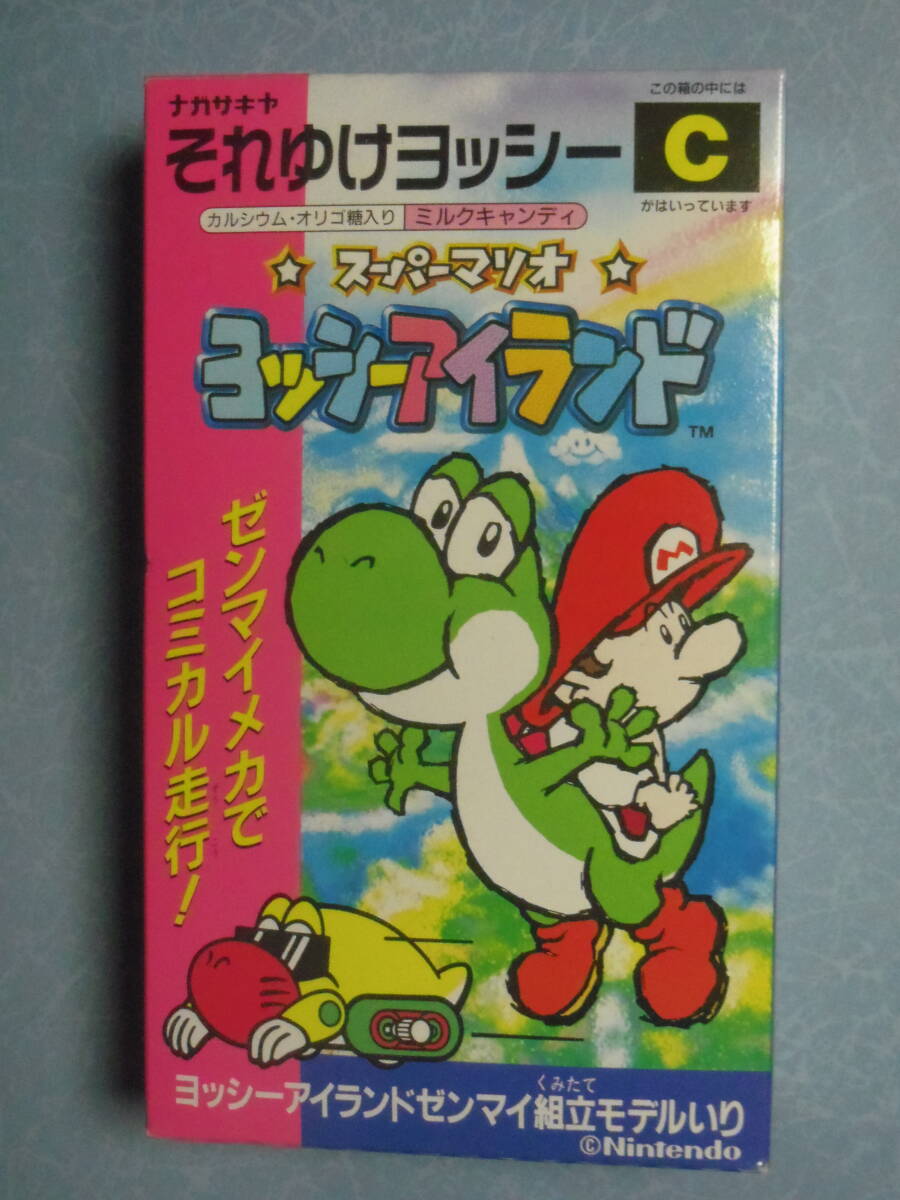 ナガサキヤ
それゆけヨッシー
この箱の中には
C
がはいっています
カルシウム・オリゴ糖入り ミルクキャンディ
スーパーマリオ
ヨッシーアイランド
TM
M
ゼンマイメカで
コミカル走行!
そうこう
くみたて
ヨッシーアイランドゼンマイ組立モデルいり
©Nintendo